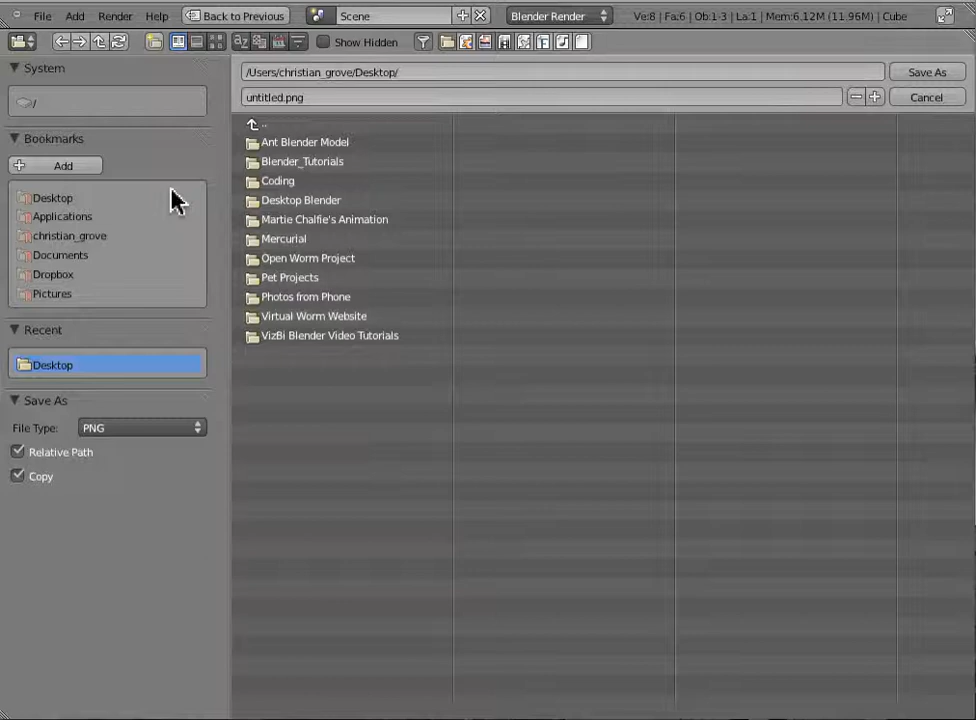 File Add Render Help Back to Previous Scene Blender Render Ve:8 | Fa:6 | Ob:1-3 | La:1 | Mem:6.12M (11.96M) | Cube
Show Hidden
System
/
Bookmarks
Add
Desktop
Applications
christian_grove
Documents
Dropbox
Pictures
Recent
Desktop
Save As
File Type: PNG
Relative Path
Copy
/Users/christian_grove/Desktop/ Save As
untitled.png Cancel
..
Ant Blender Model
Blender_Tutorials
Coding
Desktop Blender
Martie Chalfie's Animation
Mercurial
Open Worm Project
Pet Projects
Photos from Phone
Virtual Worm Website
VizBi Blender Video Tutorials